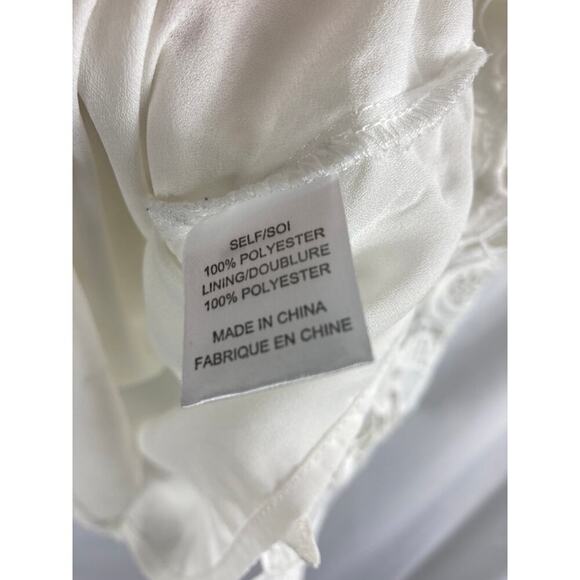 SELF/SOI
100% POLYESTER
LINING/DOUBLURE
100% POLYESTER
MADE IN CHINA
FABRIQUE EN CHINE